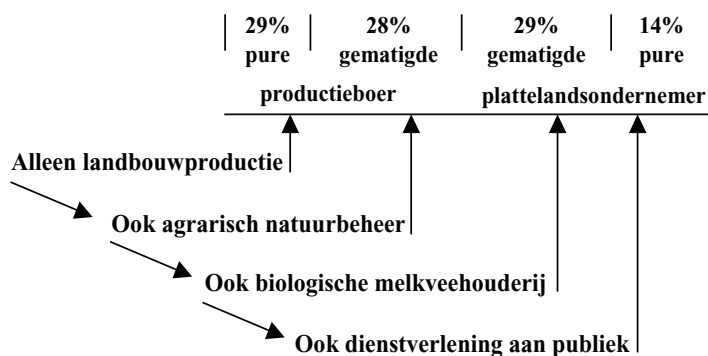 29% 28% 29% 14%
pure gematigde gematigde pure
productieboer plattelandsondernemer
Alleen landbouwproductie
Ook agrarisch natuurbeheer
Ook biologische melkveehouderij
Ook dienstverlening aan publiek